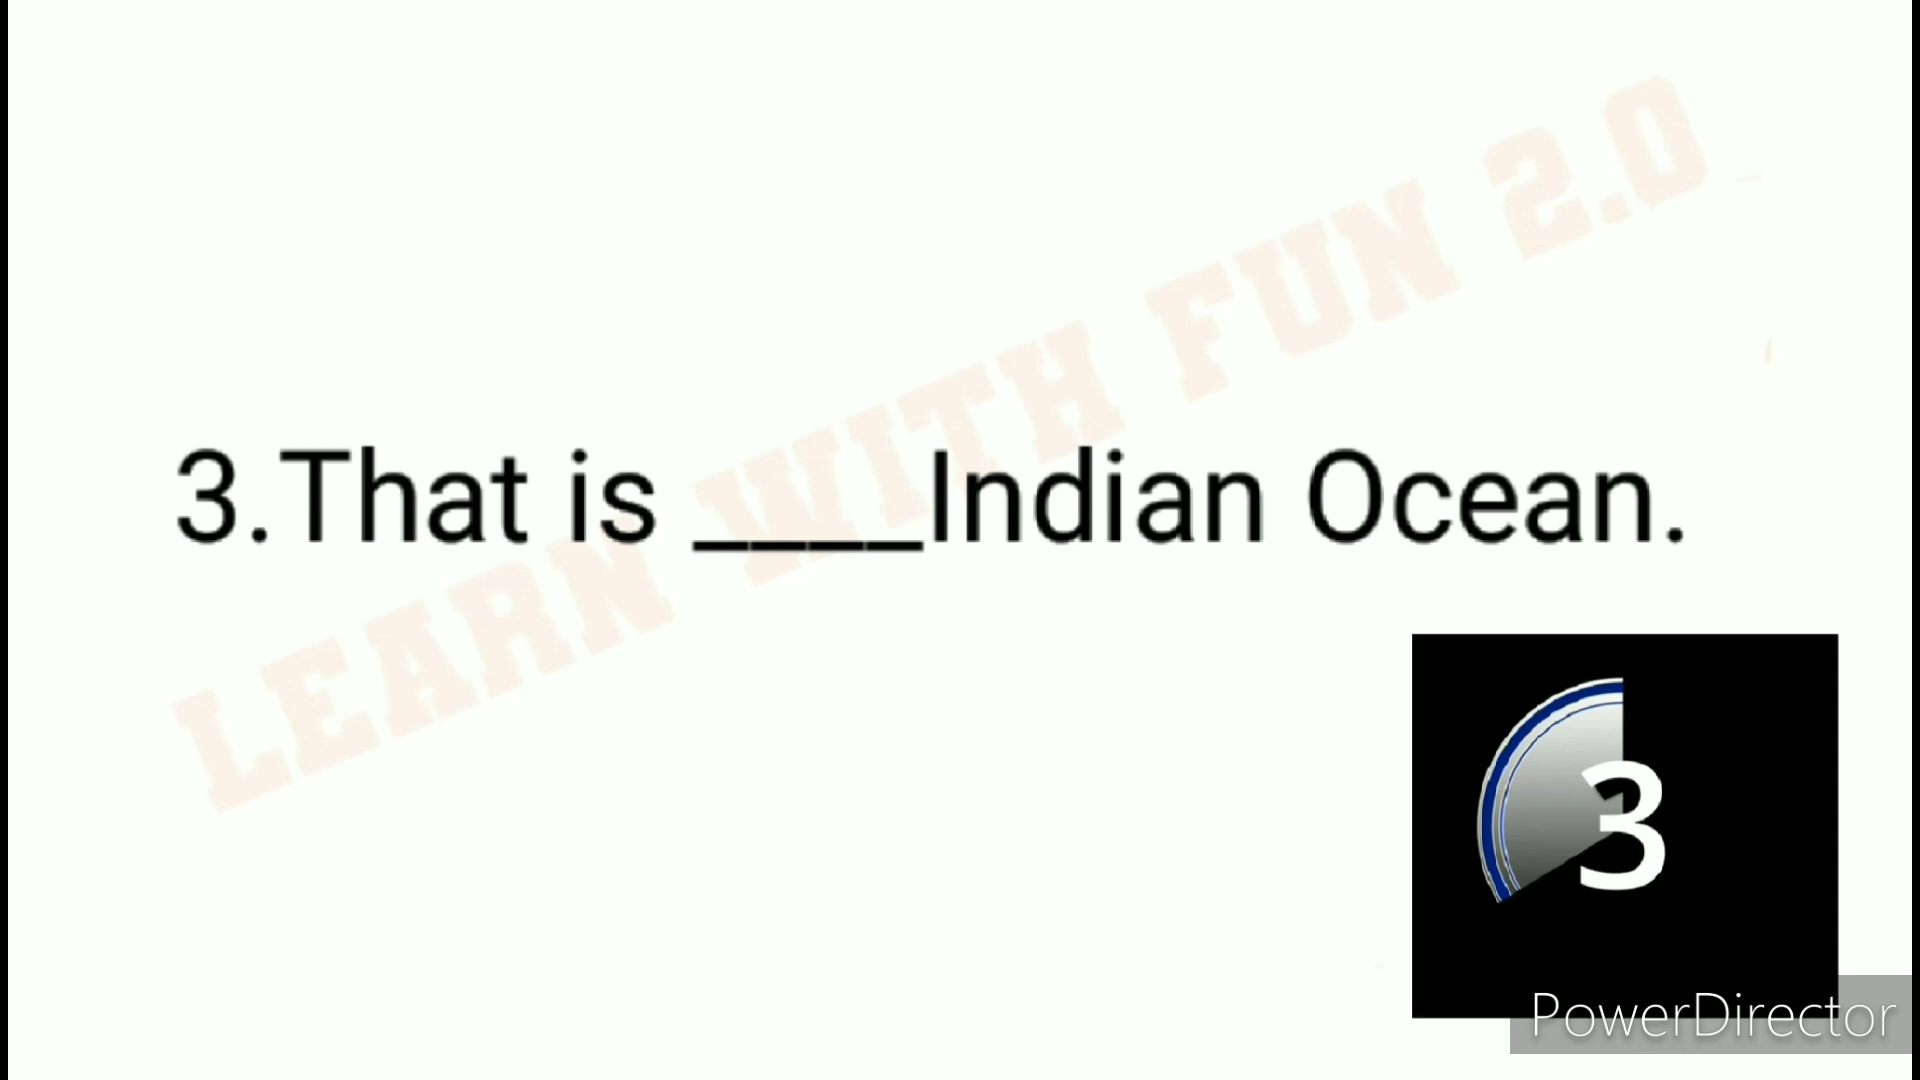 LEARN WITH FUN 2.0
3.That is ____Indian Ocean.
3
PowerDirector